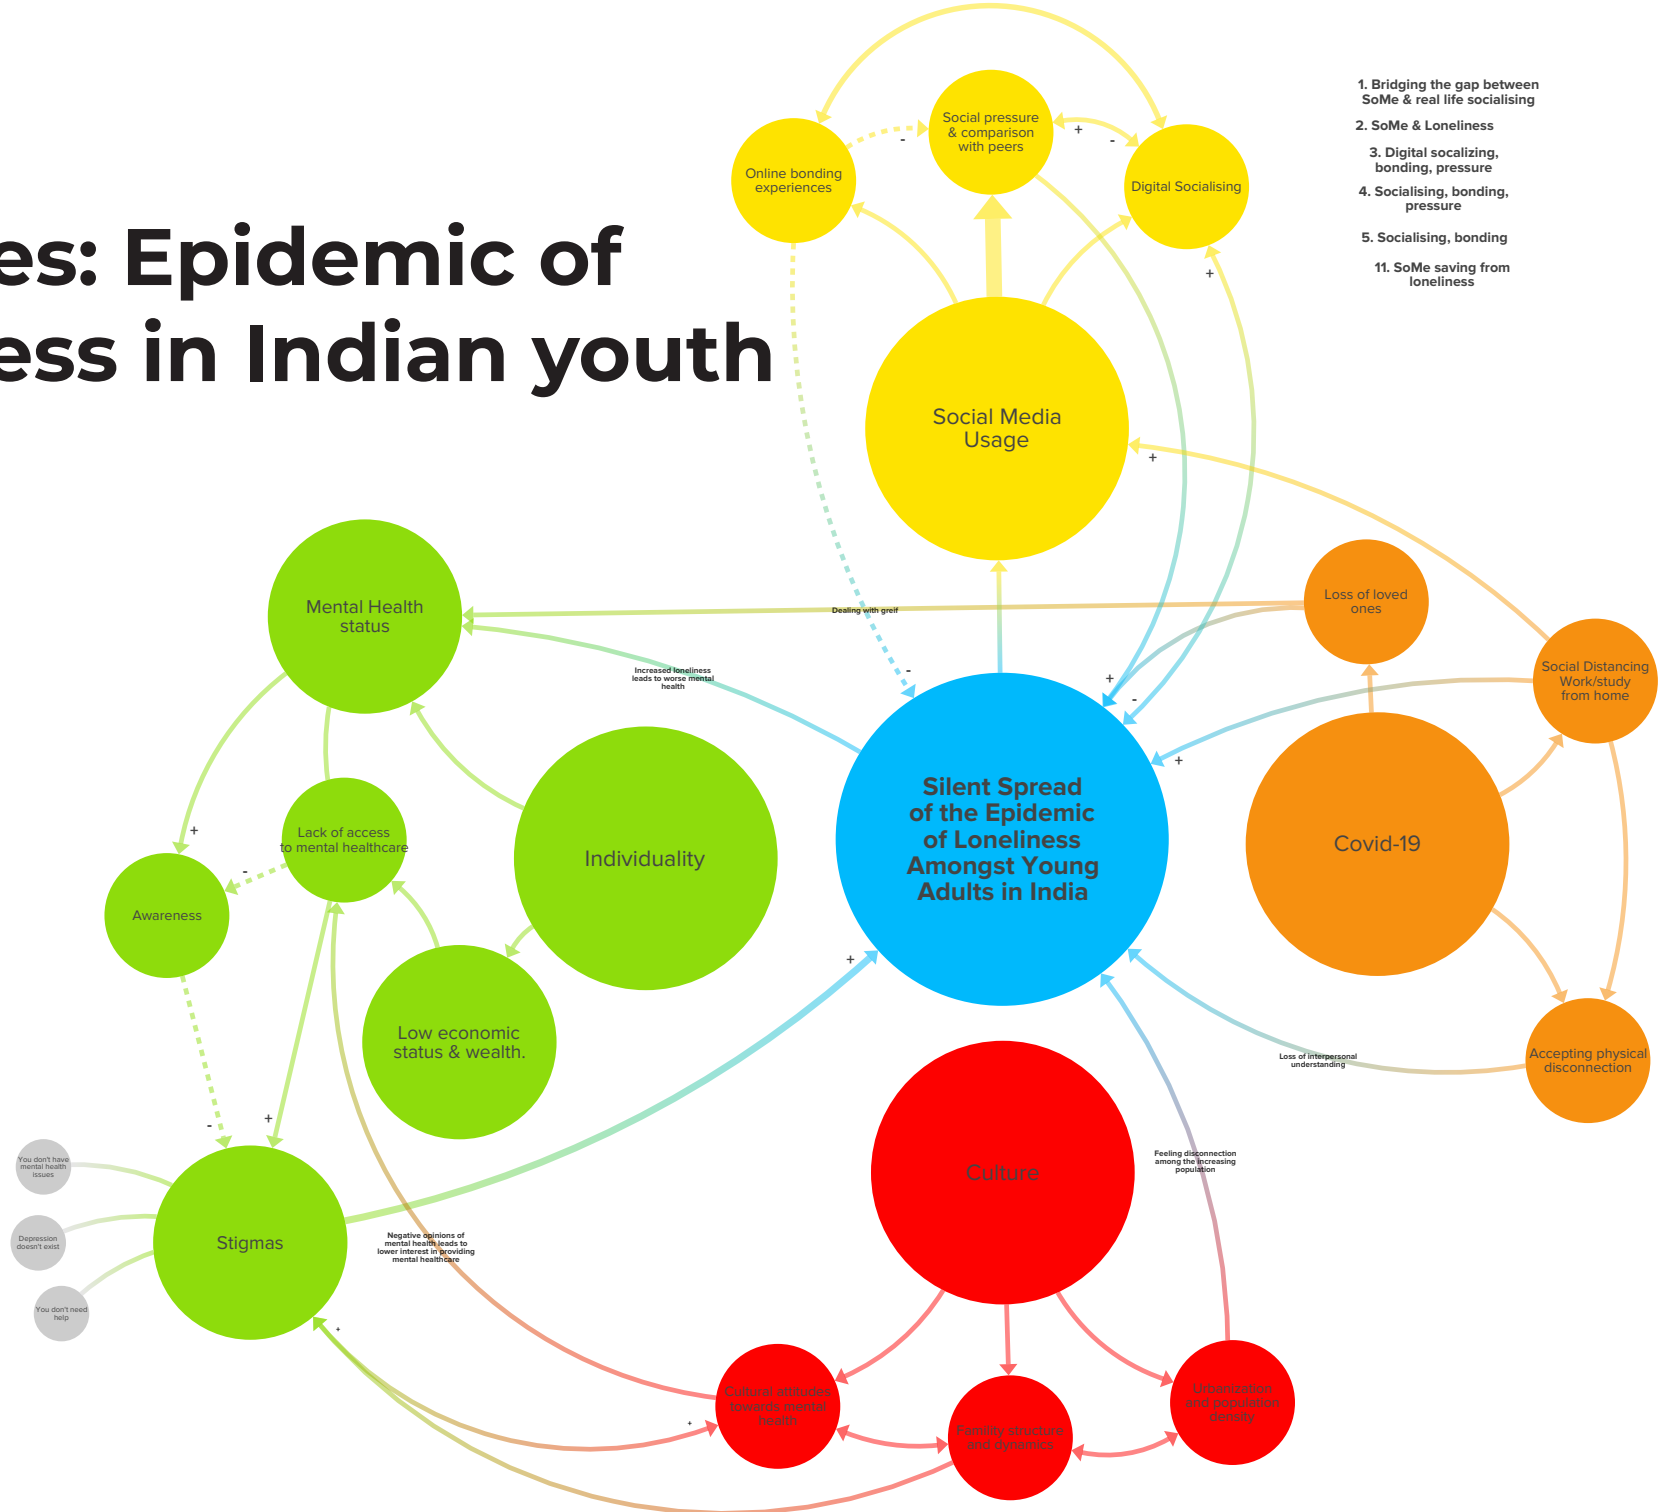 es: Epidemic of
ess in Indian youth
1. Bridging the gap between
SoMe & real life socialising
2. SoMe & Loneliness
3. Digital socalizing,
bonding, pressure
4. Socialising, bonding,
pressure
5. Socialising, bonding
11. SoMe saving from
loneliness
Social pressure
& comparison
with peers
+
-
-
Online bonding
experiences
Digital Socialising
+
Social Media
Usage
+
Mental Health
status
Dealing with greif
Loss of loved
ones
Increased loneliness
leads to worse mental
health
-
+
-
Social Distancing
Work/study
from home
+
Silent Spread
of the Epidemic
of Loneliness
Amongst Young
Adults in India
Covid-19
Individuality
+
Lack of access
to mental healthcare
-
Awareness
+
Low economic
status & wealth.
Accepting physical
disconnection
Loss of interpersonal
understanding
-
+
Culture
Feeling disconnection
among the increasing
population
You don't have
mental health
issues
Depression
doesn't exist
You don't need
help
Stigmas
Negative opinions of
mental health leads to
lower interest in providing
mental healthcare
+
+
Cultural attitudes
towards mental
health
Famility structure
and dynamics
Urbanization
and population
density